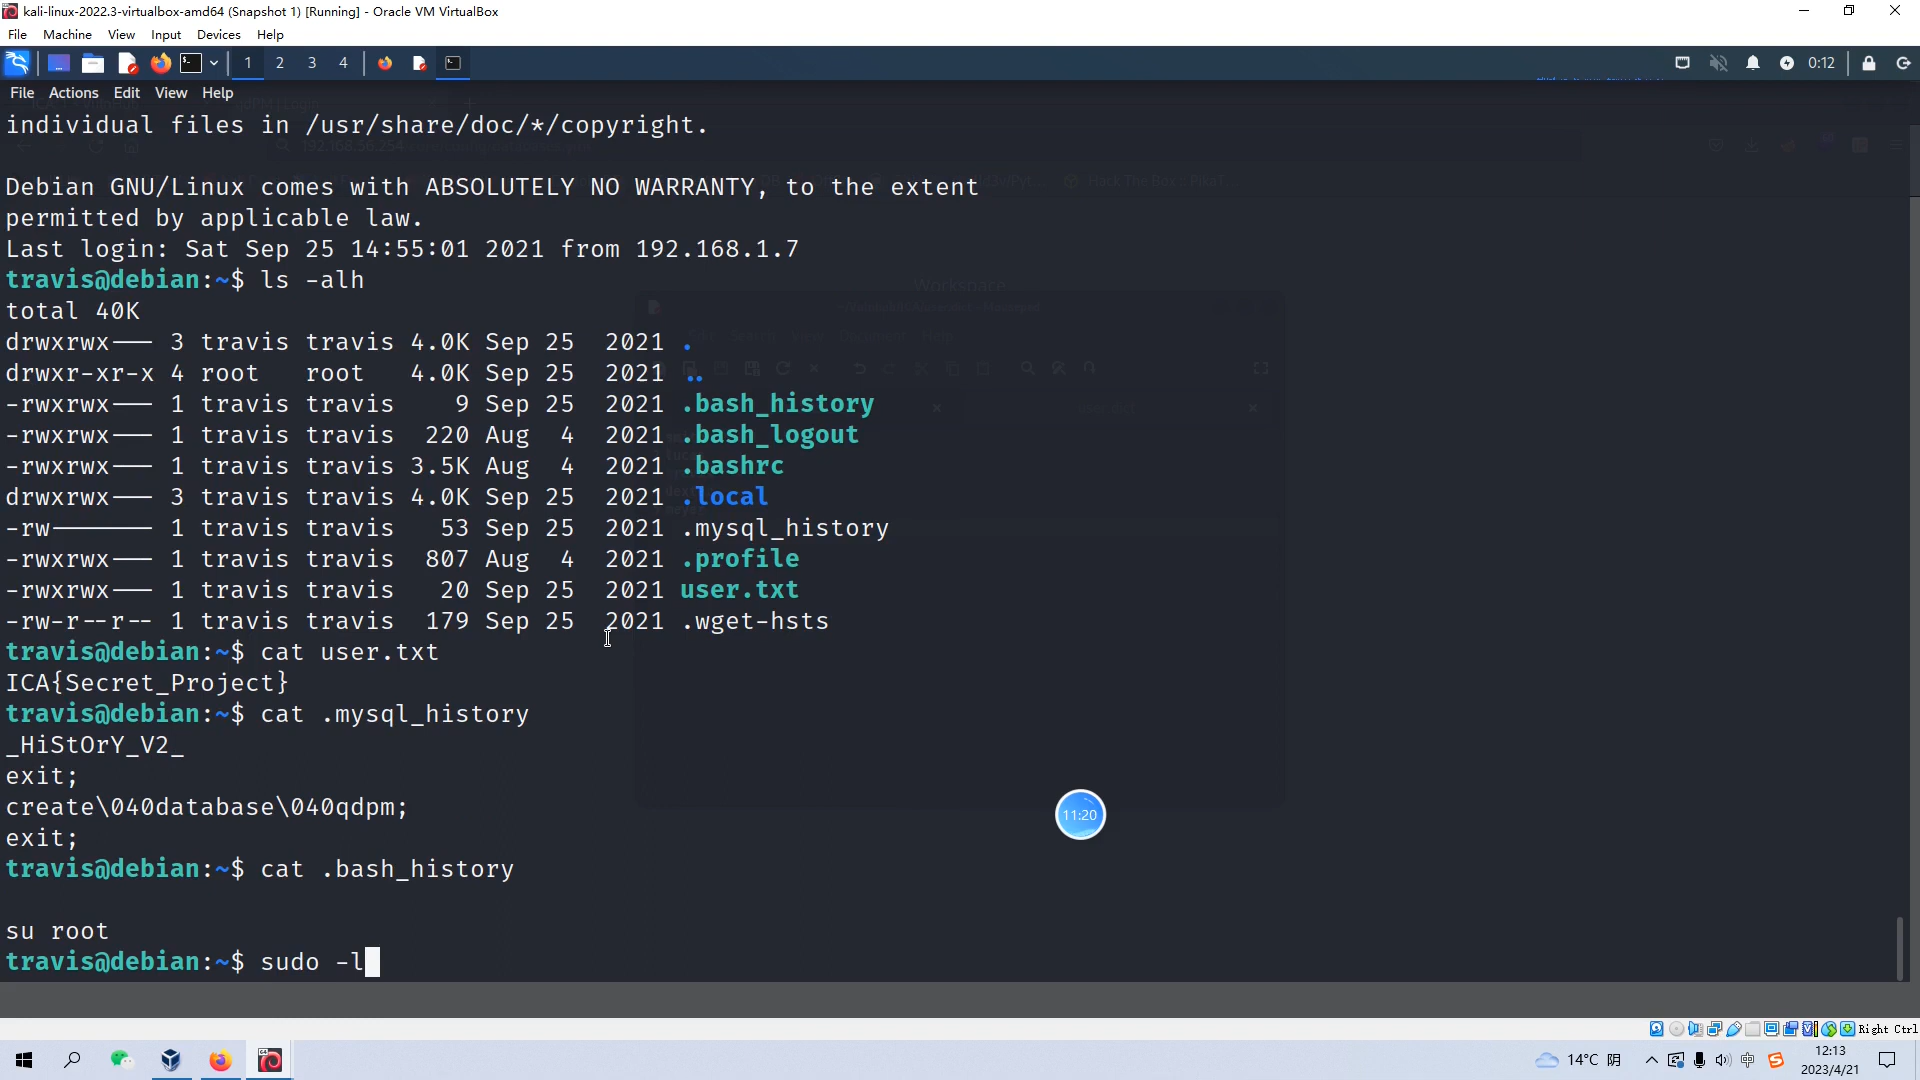 kali-linux-2022.3-virtualbox-amd64 (Snapshot 1) [Running] - Oracle VM VirtualBox
File Machine View Input Devices Help
1 2 3 4
0:12
File Actions Edit View Help
individual files in /usr/share/doc/*/copyright.
192.168.56.254
Debian GNU/Linux comes with ABSOLUTELY NO WARRANTY, to the extent
Hack The Box
permitted by applicable law.
Last login: Sat Sep 25 14:55:01 2021 from 192.168.1.7
travis@debian:~$ ls -alh
Workspace
total 40K
drwxrwx--- 3 travis travis 4.0K Sep 25 2021 .
drwxr-xr-x 4 root root 4.0K Sep 25 2021 ..
-rwxrwx--- 1 travis travis 9 Sep 25 2021 .bash_history
-rwxrwx--- 1 travis travis 220 Aug 4 2021 .bash_logout
-rwxrwx--- 1 travis travis 3.5K Aug 4 2021 .bashrc
drwxrwx--- 3 travis travis 4.0K Sep 25 2021 .local
-rw------- 1 travis travis 53 Sep 25 2021 .mysql_history
-rwxrwx--- 1 travis travis 807 Aug 4 2021 .profile
-rwxrwx--- 1 travis travis 20 Sep 25 2021 user.txt
-rw-r--r-- 1 travis travis 179 Sep 25 2021 .wget-hsts
travis@debian:~$ cat user.txt
ICA{Secret_Project}
travis@debian:~$ cat .mysql_history
_HiStOrY_V2_
exit;
create\040database\040qdpm;
exit;
11:20
travis@debian:~$ cat .bash_history
su root
travis@debian:~$ sudo -l
Right Ctrl
14°C 阴
中
12:13
2023/4/21